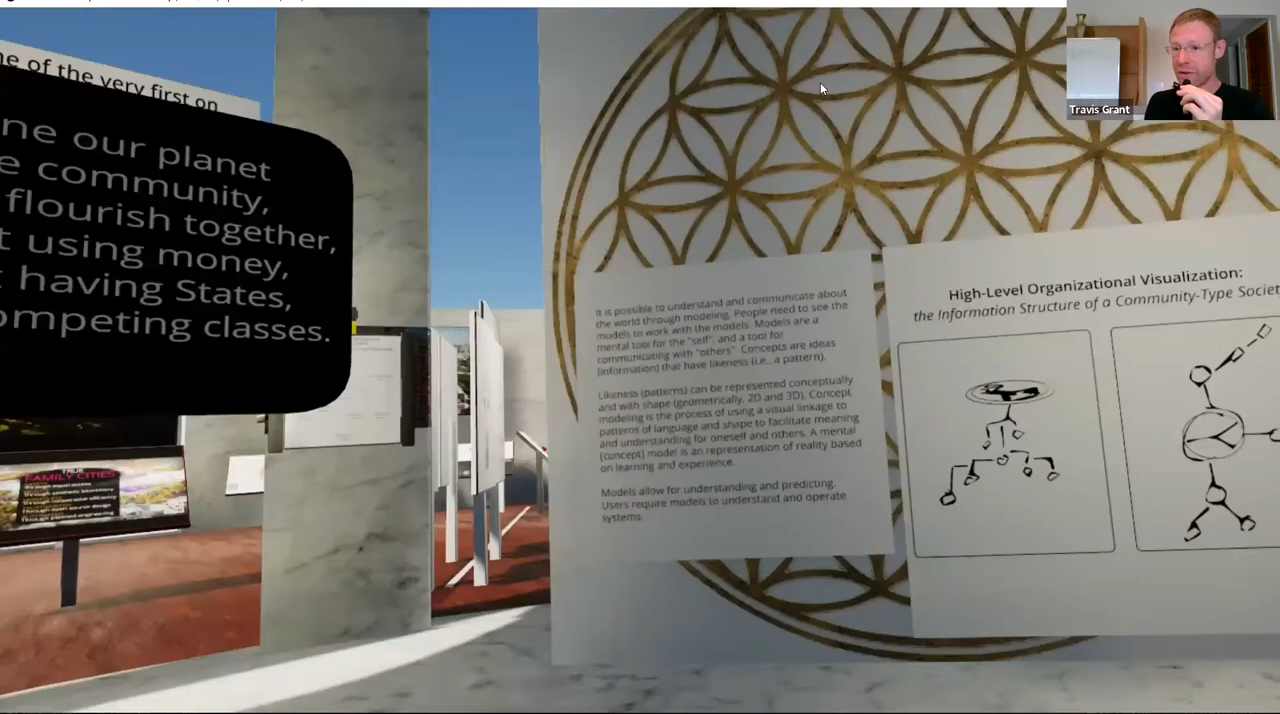 ne of the very first on
ne our planet
e community,
flourish together,
t using money,
t having States,
ompeting classes.
TRUE
FAMILY CITIES
Travis Grant
It is possible to understand and communicate about
the world through modeling. People need to see the
models to work with the models. Models are a
mental tool for the "self", and a tool for
communicating with "others". Concepts are ideas
(information) that have likeness (i.e., a pattern).
Likeness (patterns) can be represented conceptually
and with shape (geometrically, 2D and 3D). Concept
modeling is the process of using a visual linkage to
patterns of language and shape to facilitate meaning
and understanding for oneself and others. A mental
[concept] model is an representation of reality based
on learning and experience.
Models allow for understanding and predicting.
Users require models to understand and operate
systems.
High-Level Organizational Visualization:
the Information Structure of a Community-Type Societ